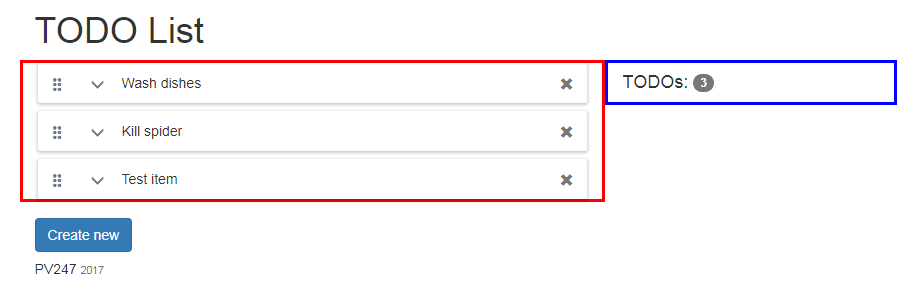 TODO List
Wash dishes
TODOs: 3
Kill spider
Test item
Create new
PV247 2017